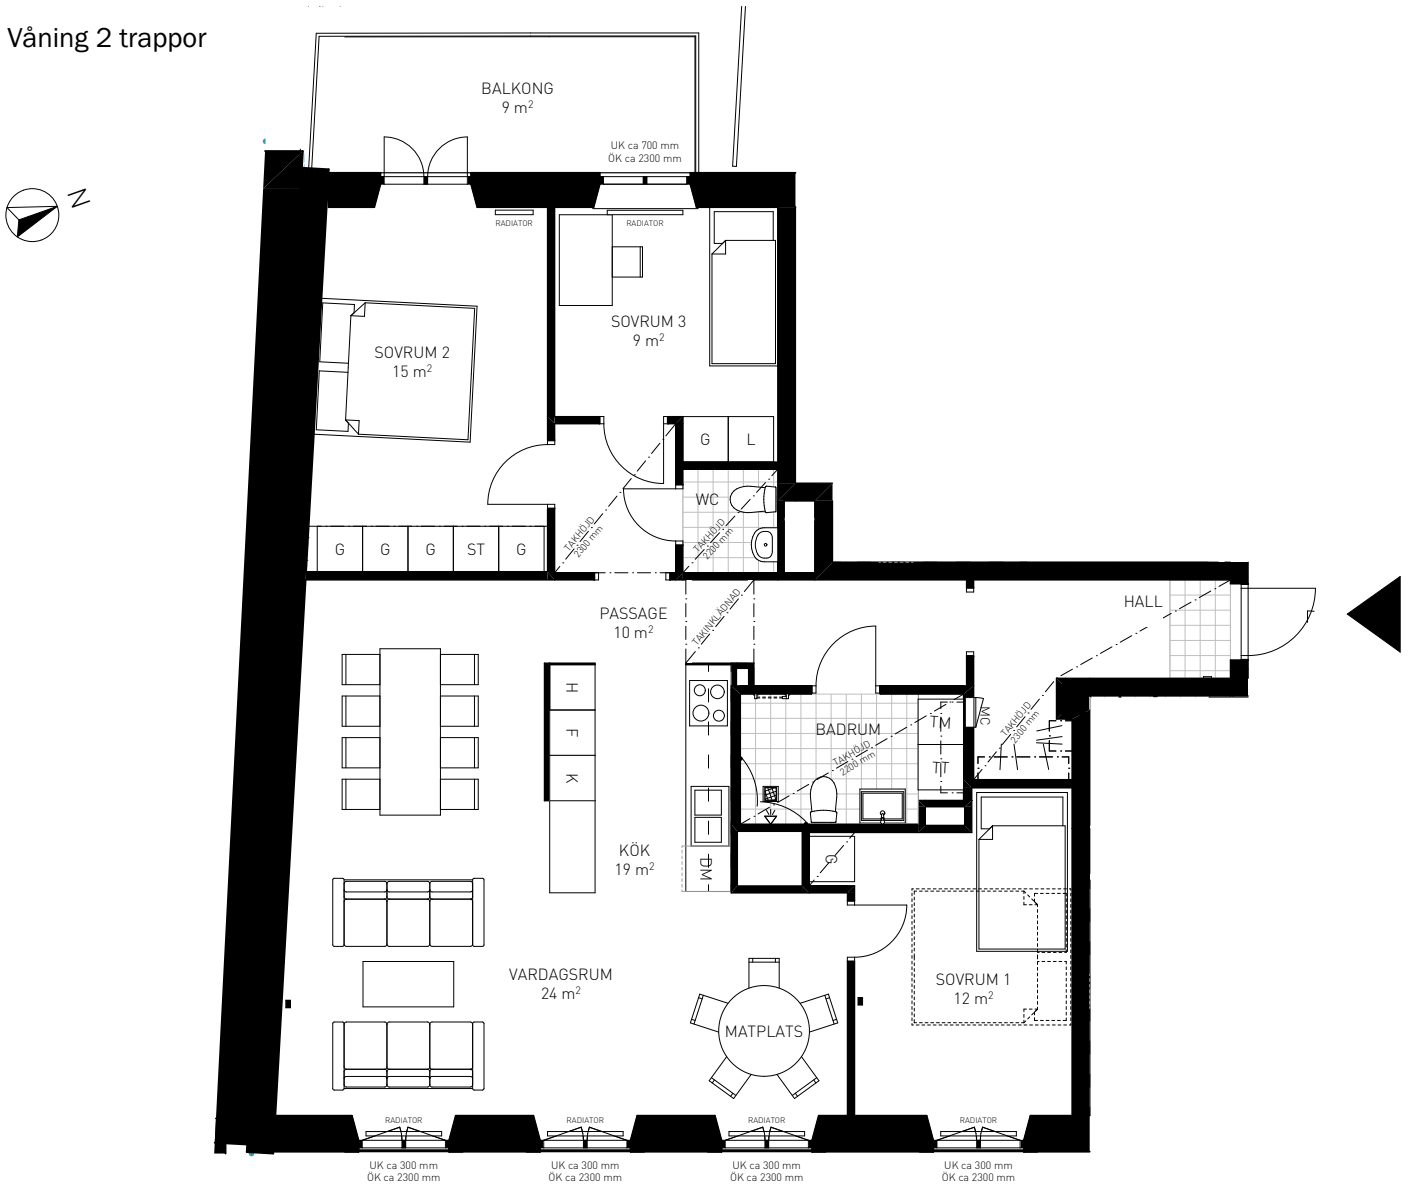 Våning 2 trappor
BALKONG
9 m²
UK ca 700 mm
ÖK ca 2300 mm
N
RADIATOR
RADIATOR
SOVRUM 3
9 m²
SOVRUM 2
15 m²
G
L
WC
TAKHÖJD
2300 mm
TAKHÖJD
2200 mm
G
G
G
ST
G
PASSAGE
10 m²
TAKINKLÄDNAD
HALL
H
F
K
BADRUM
TAKHÖJD
2200 mm
TM
TT
MC
TAKHÖJD
2300 mm
KÖK
19 m²
DM
G
VARDAGSRUM
24 m²
MATPLATS
SOVRUM 1
12 m²
RADIATOR
RADIATOR
RADIATOR
RADIATOR
UK ca 300 mm
ÖK ca 2300 mm
UK ca 300 mm
ÖK ca 2300 mm
UK ca 300 mm
ÖK ca 2300 mm
UK ca 300 mm
ÖK ca 2300 mm